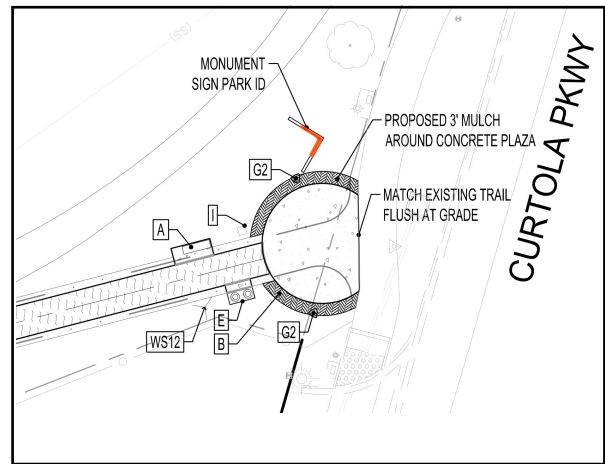 (SS)
MONUMENT
SIGN PARK ID
PROPOSED 3' MULCH
AROUND CONCRETE PLAZA
G2
MATCH EXISTING TRAIL
FLUSH AT GRADE
CURTOLA PKWY
I
A
E
WS12
B
G2